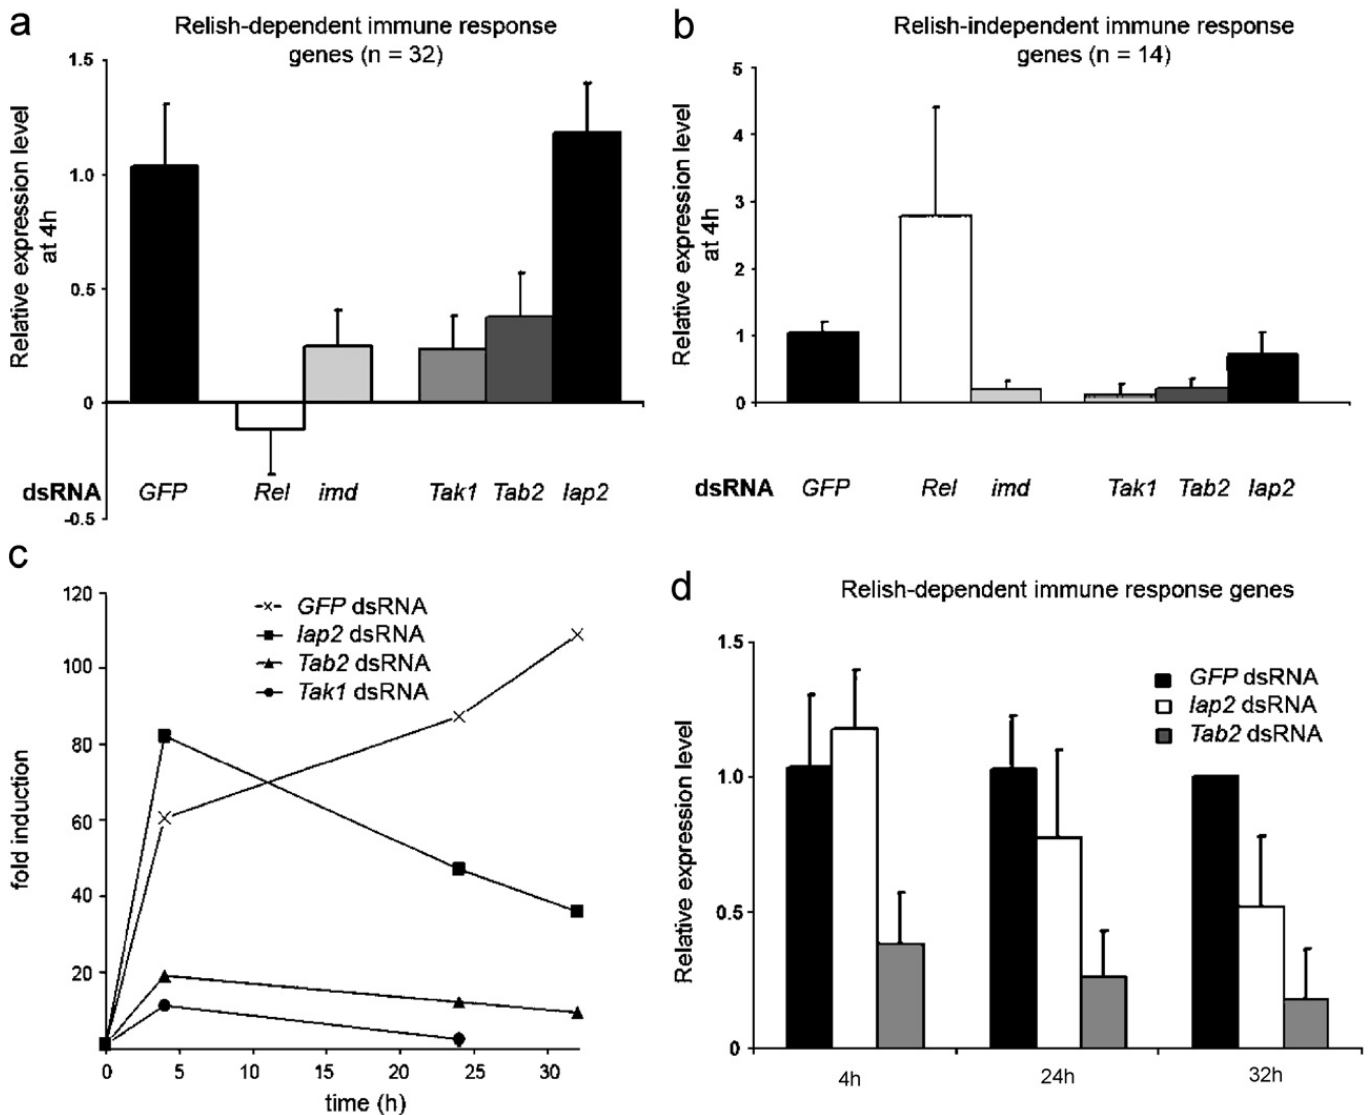 a
Relish-dependent immune response
genes (n = 32)
Relative expression level
at 4h
1.5
1.0
0.5
0
-0.5
dsRNA GFP Rel imd Tak1 Tab2 Iap2
b
Relish-independent immune response
genes (n = 14)
Relative expression level
at 4h
5
4
3
2
1
0
dsRNA GFP Rel imd Tak1 Tab2 Iap2
c
fold induction
120
100
80
60
40
20
GFP dsRNA
Iap2 dsRNA
Tab2 dsRNA
Tak1 dsRNA
0 5 10 15 20 25 30
time (h)
d
Relish-dependent immune response genes
Relative expression level
1.5
1.0
0.5
0
GFP dsRNA
Iap2 dsRNA
Tab2 dsRNA
4h 24h 32h